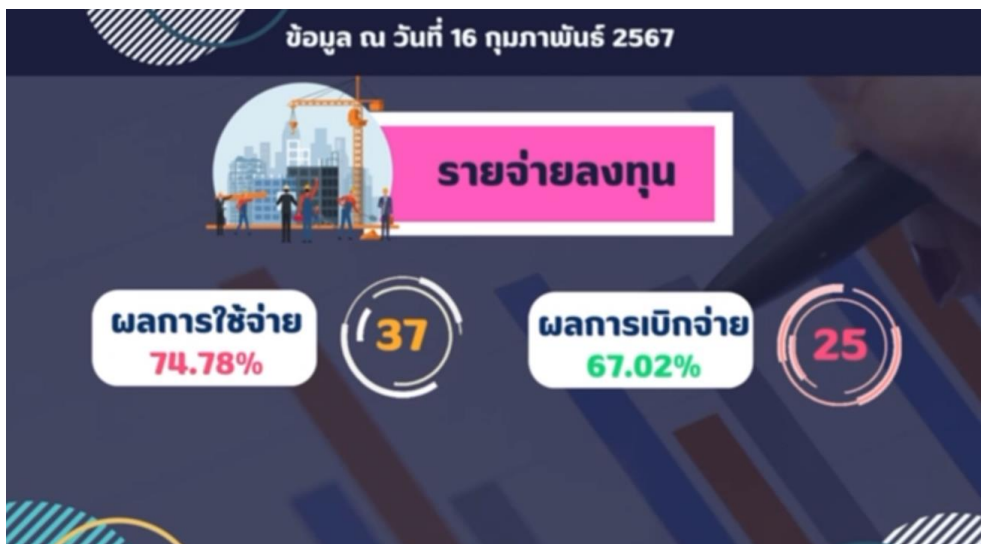 ข้อมูล ณ วันที่ 16 กุมภาพันธ์ 2567
รายจ่ายลงทุน
ผลการใช้จ่าย
74.78%
37
ผลการเบิกจ่าย
67.02%
25